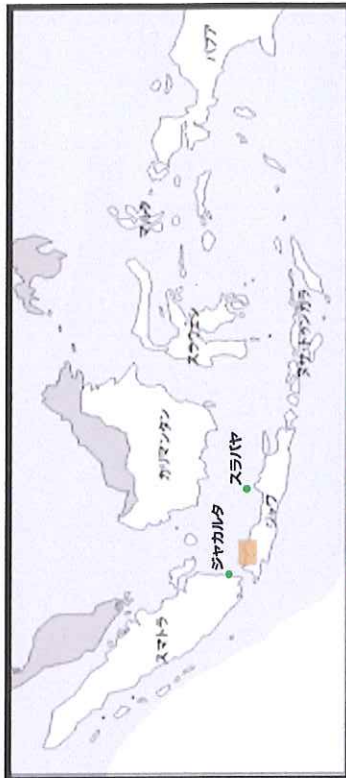 スマトラ
ジャカルタ
カリマンタン
スラバヤ
ジャワ
スラウェシ
マルク
ヌサ・トゥンガラ
パプア